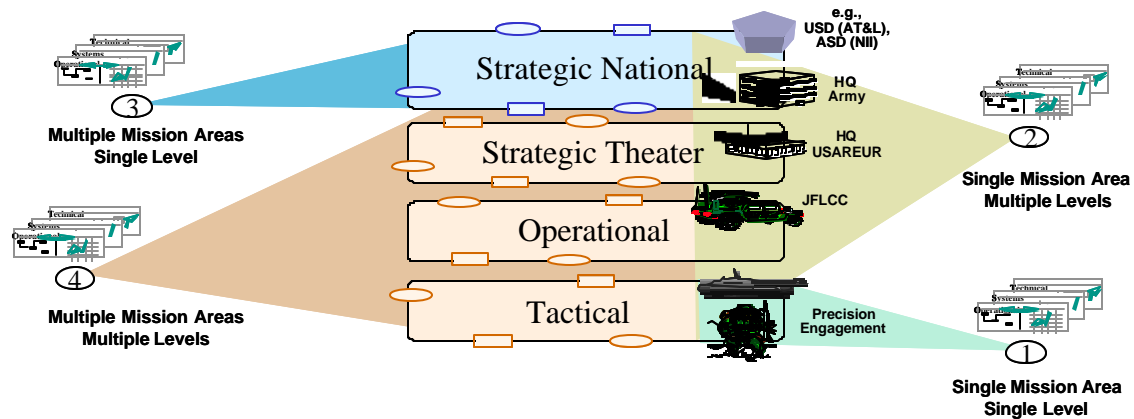 e.g.,
USD (AT&L),
ASD (NII)
Technical
Systems
Operational
3
Multiple Mission Areas
Single Level
Strategic National
HQ
Army
Technical
Systems
Operational
2
Single Mission Area
Multiple Levels
Strategic Theater
HQ
USAREUR
Technical
Systems
Operational
4
Multiple Mission Areas
Multiple Levels
Operational
JFLCC
Tactical
Precision
Engagement
Technical
Systems
Operational
1
Single Mission Area
Single Level